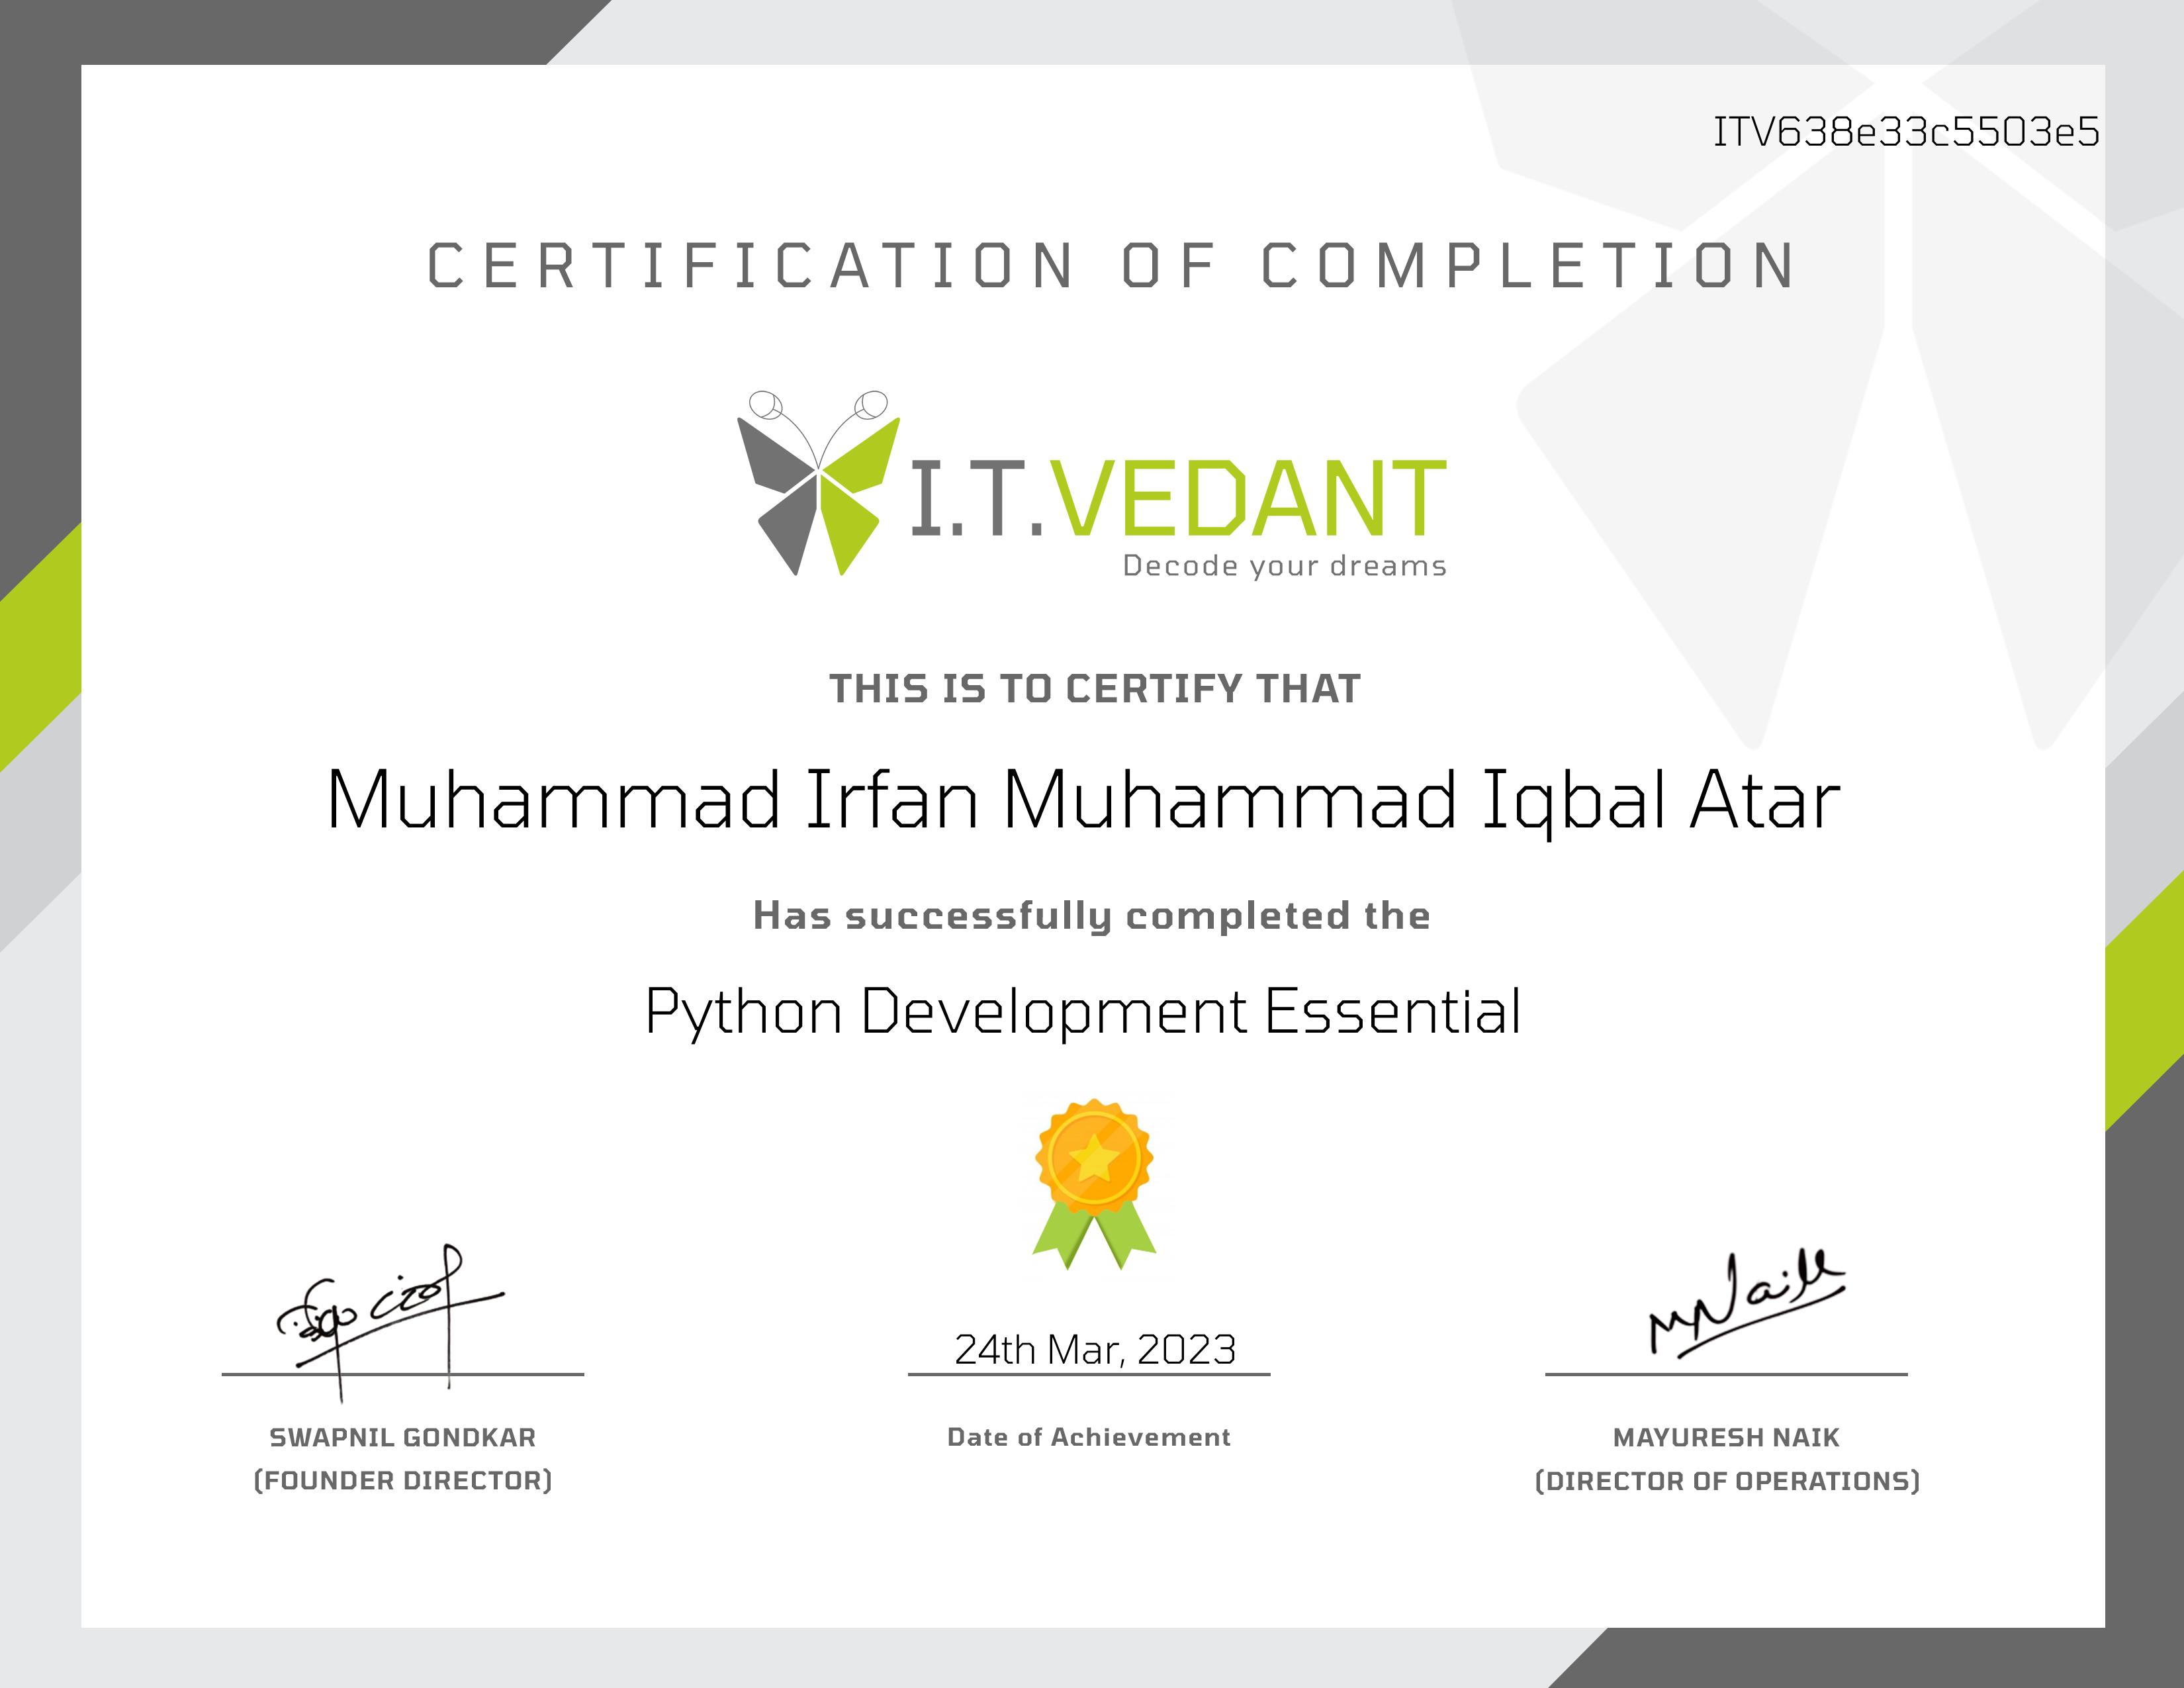 ITV638e33c5503e5
CERTIFICATION OF COMPLETION
I.T.VEDANT
Decode your dreams
THIS IS TO CERTIFY THAT
Muhammad Irfan Muhammad Iqbal Atar
Has successfully completed the
Python Development Essential
24th Mar, 2023
SWAPNIL GONDKAR
(FOUNDER DIRECTOR)
Date of Achievement
MAYURESH NAIK
(DIRECTOR OF OPERATIONS)